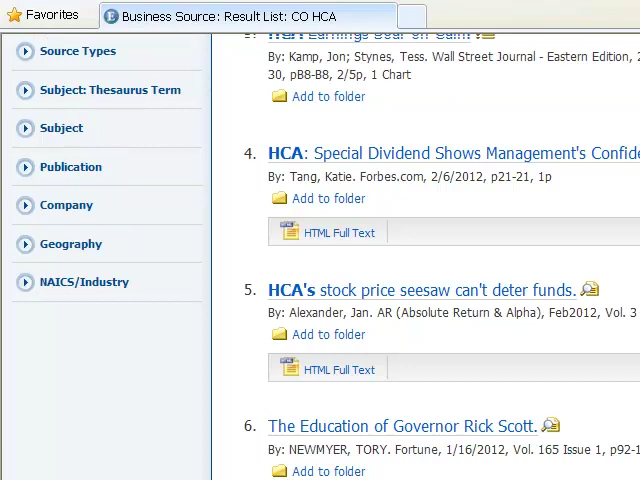 Favorites
Business Source: Result List: CO HCA
Source Types
Subject: Thesaurus Term
Subject
Publication
Company
Geography
NAICS/Industry
By: Kamp, Jon; Stynes, Tess. Wall Street Journal - Eastern Edition, 2
30, pB8-B8, 2/5p, 1 Chart
Add to folder
4. HCA: Special Dividend Shows Management's Confide
By: Tang, Katie. Forbes.com, 2/6/2012, p21-21, 1p
Add to folder
HTML Full Text
5. HCA's stock price seesaw can't deter funds.
By: Alexander, Jan. AR (Absolute Return & Alpha), Feb2012, Vol. 3
Add to folder
HTML Full Text
6. The Education of Governor Rick Scott.
By: NEWMYER, TORY. Fortune, 1/16/2012, Vol. 165 Issue 1, p92-1
Add to folder